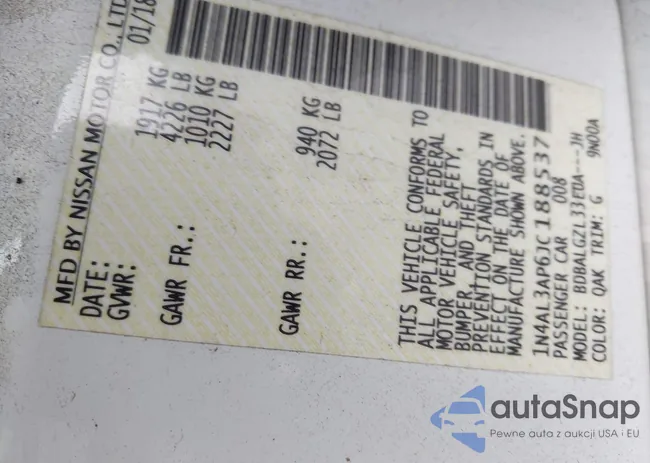 MFD BY NISSAN MOTOR CO., LTD
DATE: 01/18
GVWR: 1917 KG
4226 LB
GAWR FR.: 1010 KG
2227 LB
GAWR RR.: 940 KG
2072 LB
THIS VEHICLE CONFORMS TO
ALL APPLICABLE FEDERAL
MOTOR VEHICLE SAFETY,
BUMPER, AND THEFT
PREVENTION STANDARDS IN
EFFECT ON THE DATE OF
MANUFACTURE SHOWN ABOVE.
1N4AL3AP6JC188537
PASSENGER CAR 008
MODEL: BDBALGZL33EDA---JH
COLOR: QAK TRIM: G 9N00A
autaSnap
Pewne auta z aukcji USA i EU